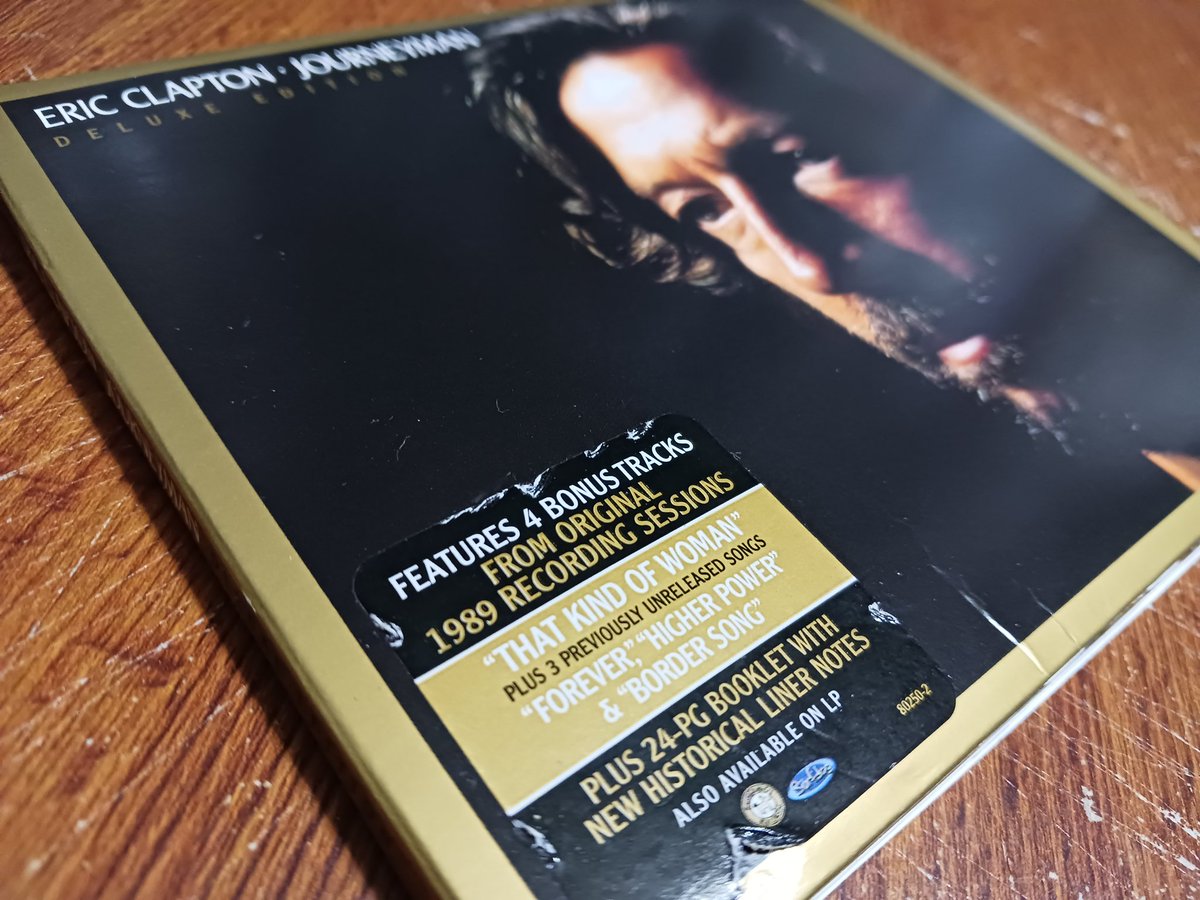 ERIC CLAPTON · JOURNEYMAN
DELUXE EDITION
FEATURES 4 BONUS TRACKS
FROM ORIGINAL
1989 RECORDING SESSIONS
"THAT KIND OF WOMAN"
PLUS 3 PREVIOUSLY UNRELEASED SONGS
"FOREVER," "HIGHER POWER"
& "BORDER SONG"
PLUS 24-PG BOOKLET WITH
NEW HISTORICAL LINER NOTES
ALSO AVAILABLE ON LP
80250-2